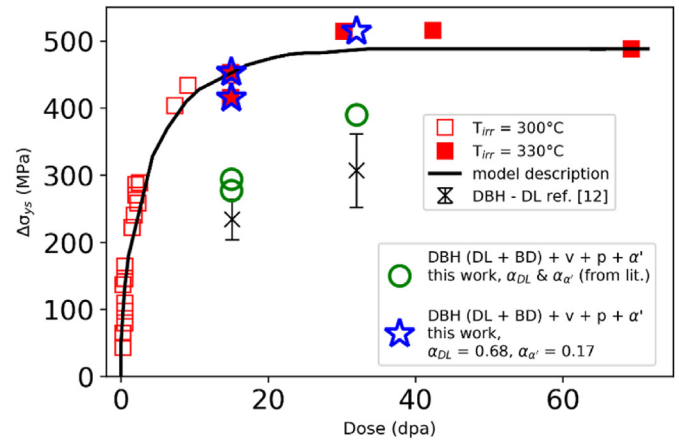 500
400
300
200
100
0
Δσys (MPa)
0
20
40
60
Dose (dpa)
Tirr = 300°C
Tirr = 330°C
model description
DBH - DL ref. [12]
DBH (DL + BD) + v + p + α'
this work, αDL & αα' (from lit.)
DBH (DL + BD) + v + p + α'
this work,
αDL = 0.68, αα' = 0.17